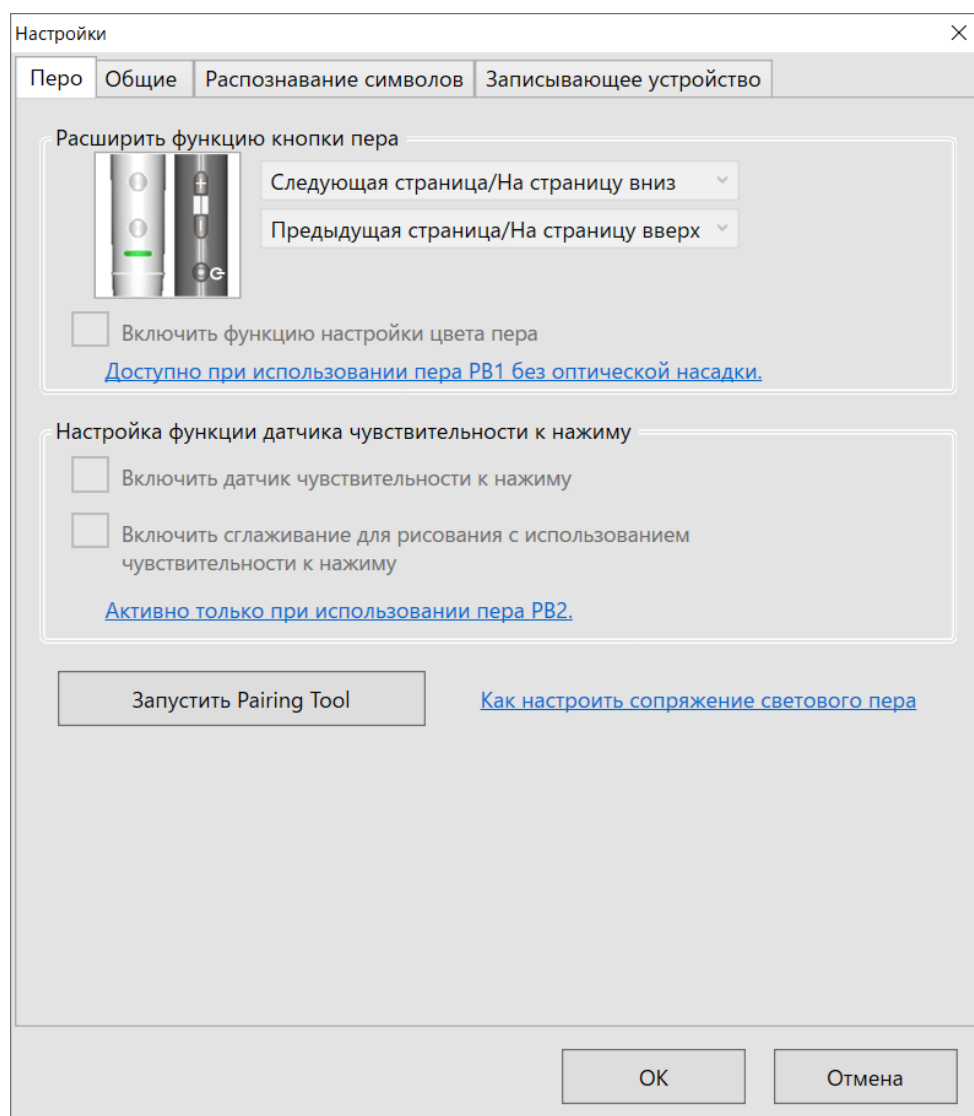 Настройки
Перо
Общие
Распознавание символов
Записывающее устройство
Расширить функцию кнопки пера
Следующая страница/На страницу вниз
Предыдущая страница/На страницу вверх
Включить функцию настройки цвета пера
Доступно при использовании пера PB1 без оптической насадки.
Настройка функции датчика чувствительности к нажиму
Включить датчик чувствительности к нажиму
Включить сглаживание для рисования с использованием
чувствительности к нажиму
Активно только при использовании пера PB2.
Запустить Pairing Tool
Как настроить сопряжение светового пера
OK
Отмена